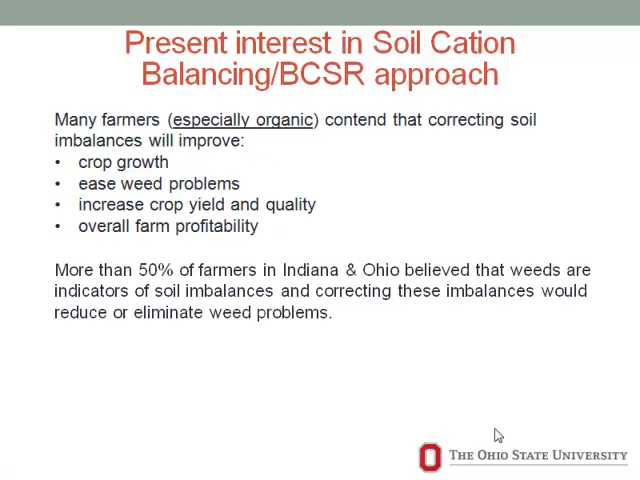 Present interest in Soil Cation
Balancing/BCSR approach
Many farmers (especially organic) contend that correcting soil
imbalances will improve:
• crop growth
• ease weed problems
• increase crop yield and quality
• overall farm profitability
More than 50% of farmers in Indiana & Ohio believed that weeds are
indicators of soil imbalances and correcting these imbalances would
reduce or eliminate weed problems.
THE OHIO STATE UNIVERSITY